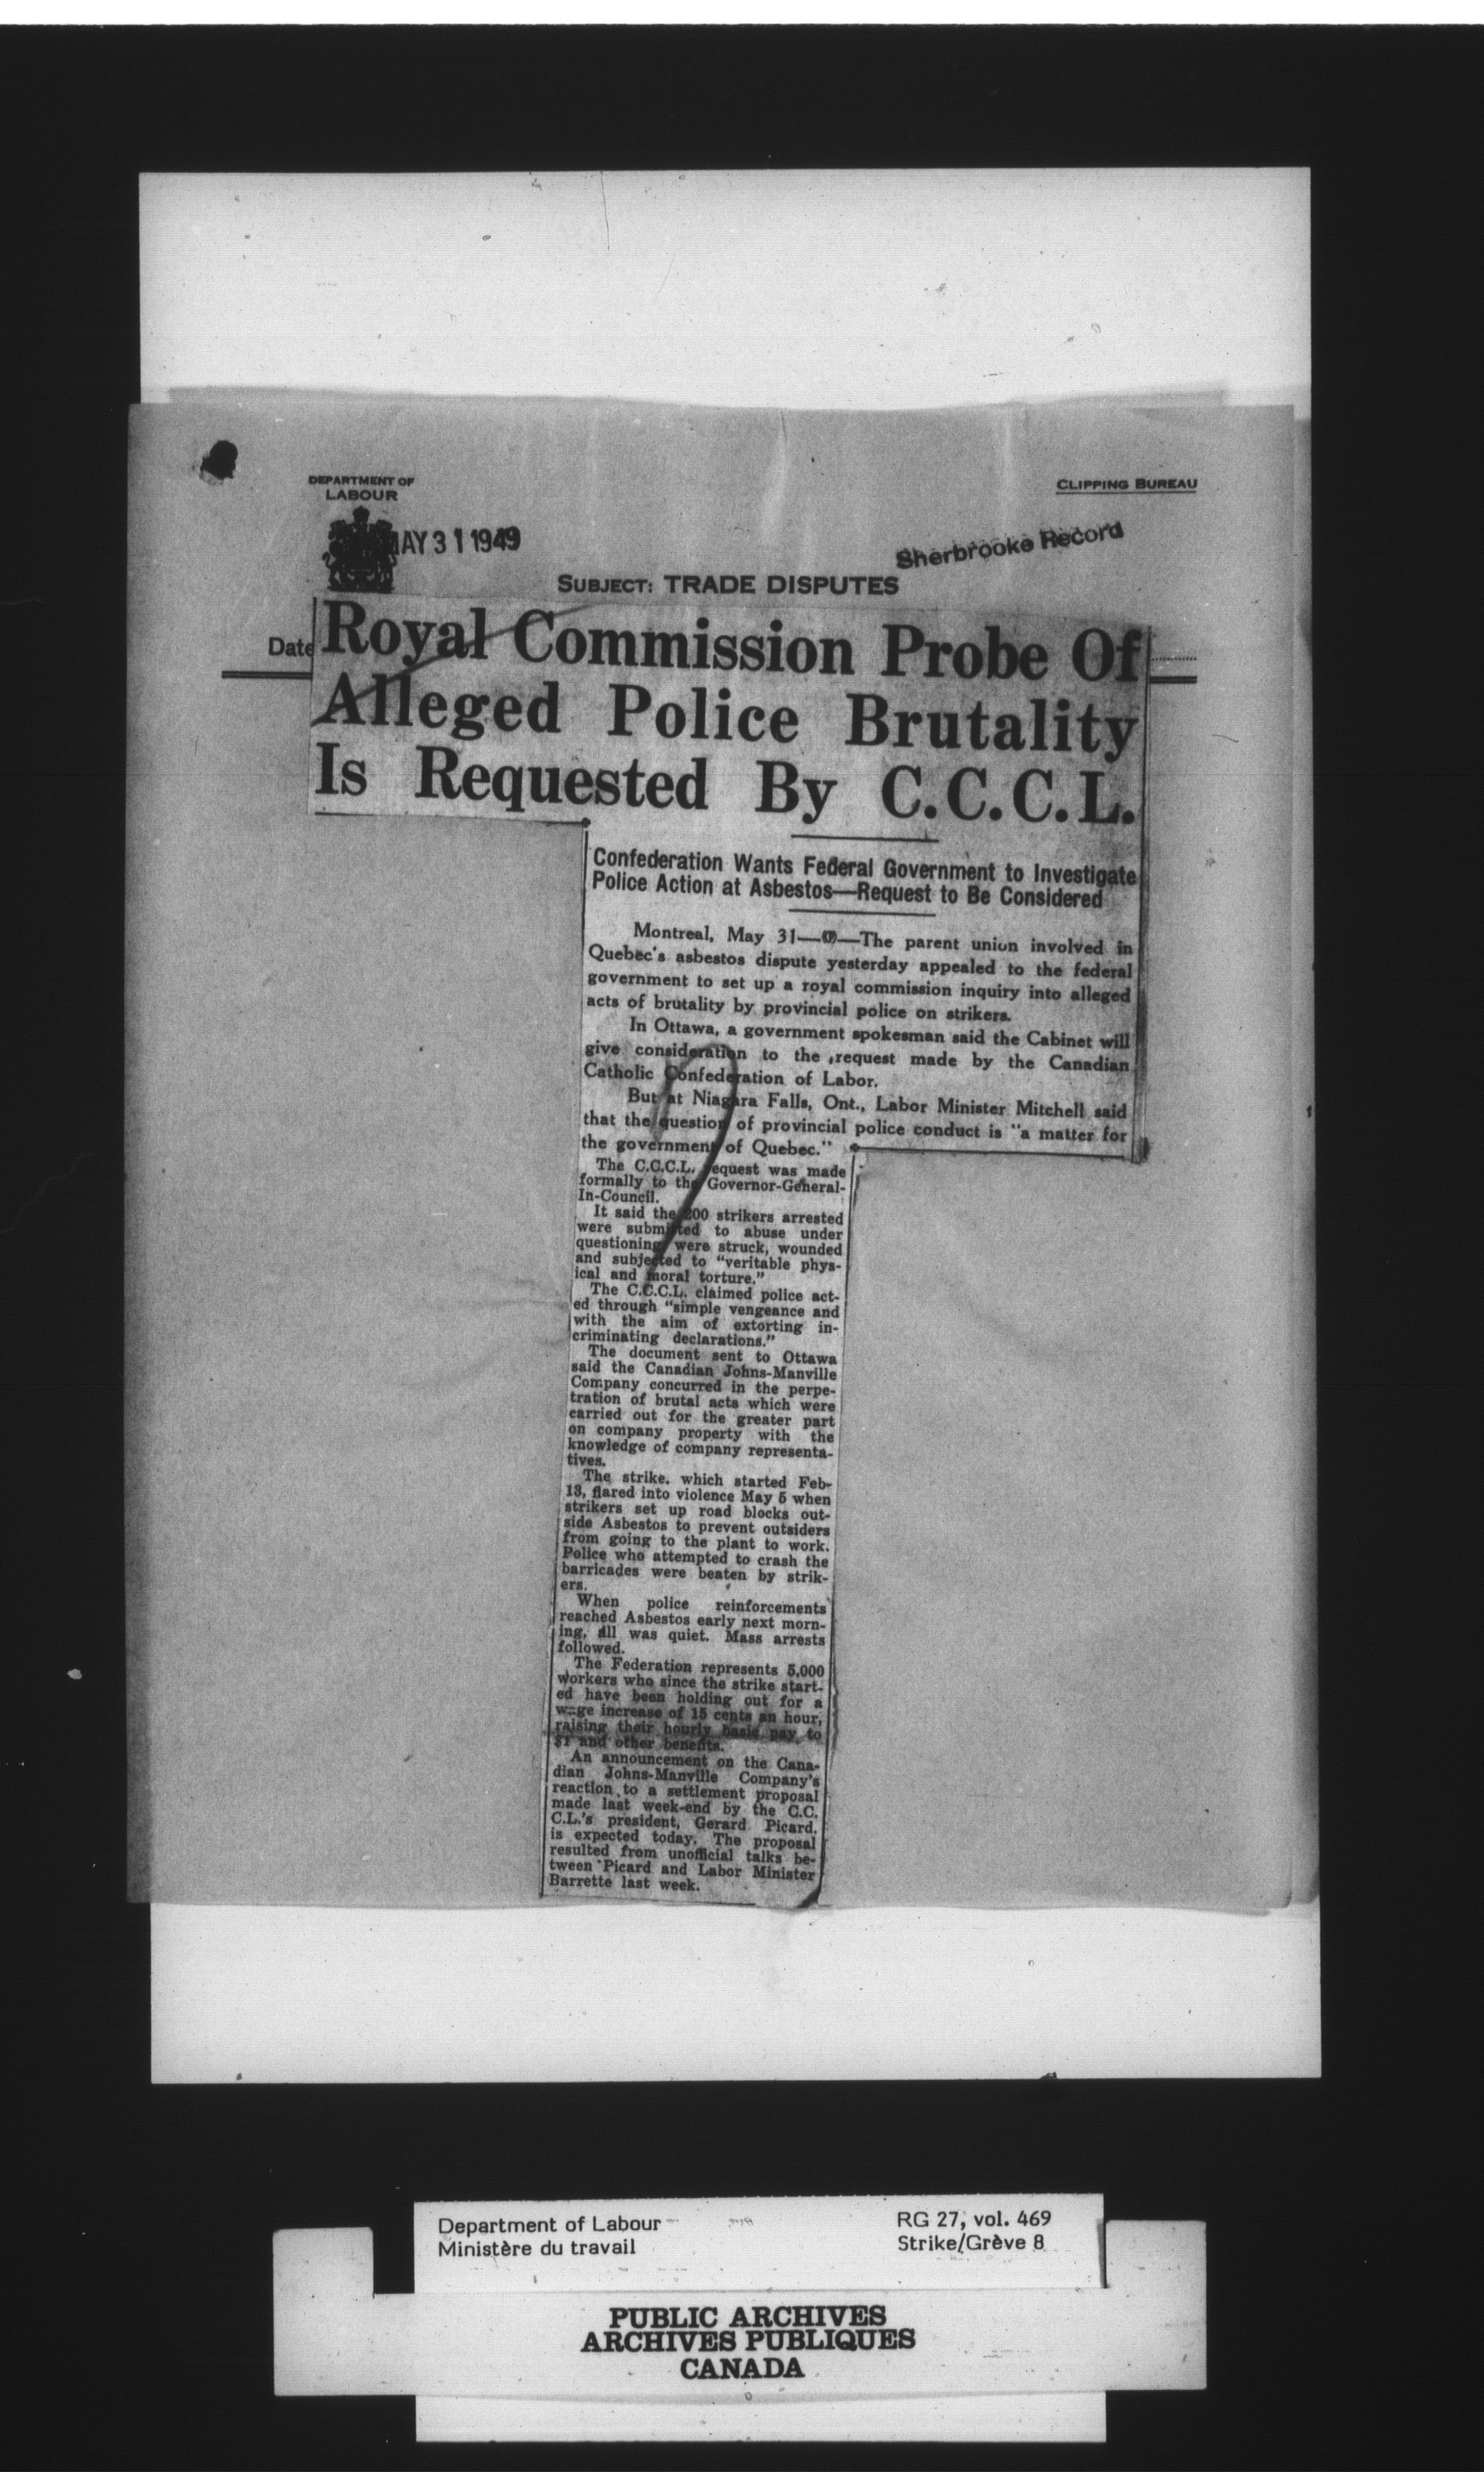 DEPARTMENT OF
LABOUR
CLIPPING BUREAU
MAY 31 1949
Sherbrooke Record
SUBJECT: TRADE DISPUTES
Date
Royal Commission Probe Of
Alleged Police Brutality
Is Requested By C.C.C.L.
Confederation Wants Federal Government to Investigate
Police Action at Asbestos—Request to Be Considered
Montreal, May 31—(P)—The parent union involved in
Quebec's asbestos dispute yesterday appealed to the federal
government to set up a royal commission inquiry into alleged
acts of brutality by provincial police on strikers.
In Ottawa, a government spokesman said the Cabinet will
give consideration to the request made by the Canadian
Catholic Confederation of Labor.
But at Niagara Falls, Ont., Labor Minister Mitchell said
that the question of provincial police conduct is "a matter for
the government of Quebec."
The C.C.C.L. request was made
formally to the Governor-General-
In-Council.
It said the 200 strikers arrested
were submitted to abuse under
questioning, were struck, wounded
and subjected to "veritable phys-
ical and moral torture."
The C.C.C.L. claimed police act-
ed through "simple vengeance and
with the aim of extorting in-
criminating declarations."
The document sent to Ottawa
said the Canadian Johns-Manville
Company concurred in the perpe-
tration of brutal acts which were
carried out for the greater part
on company property with the
knowledge of company representa-
tives.
The strike. which started Feb-
13, flared into violence May 5 when
strikers set up road blocks out-
side Asbestos to prevent outsiders
from going to the plant to work.
Police who attempted to crash the
barricades were beaten by strik-
ers.
When police reinforcements
reached Asbestos early next morn-
ing, all was quiet. Mass arrests
followed.
The Federation represents 5,000
workers who since the strike start-
ed have been holding out for a
wage increase of 15 cents an hour,
raising their hourly basic pay to
$1 and other benefits.
An announcement on the Cana-
dian Johns-Manville Company's
reaction to a settlement proposal
made last week-end by the C.C.
C.L.'s president, Gerard Picard,
is expected today. The proposal
resulted from unofficial talks be-
tween Picard and Labor Minister
Barrette last week.
Department of Labour
Ministère du travail
RG 27, vol. 469
Strike/Grève 8
PUBLIC ARCHIVES
ARCHIVES PUBLIQUES
CANADA